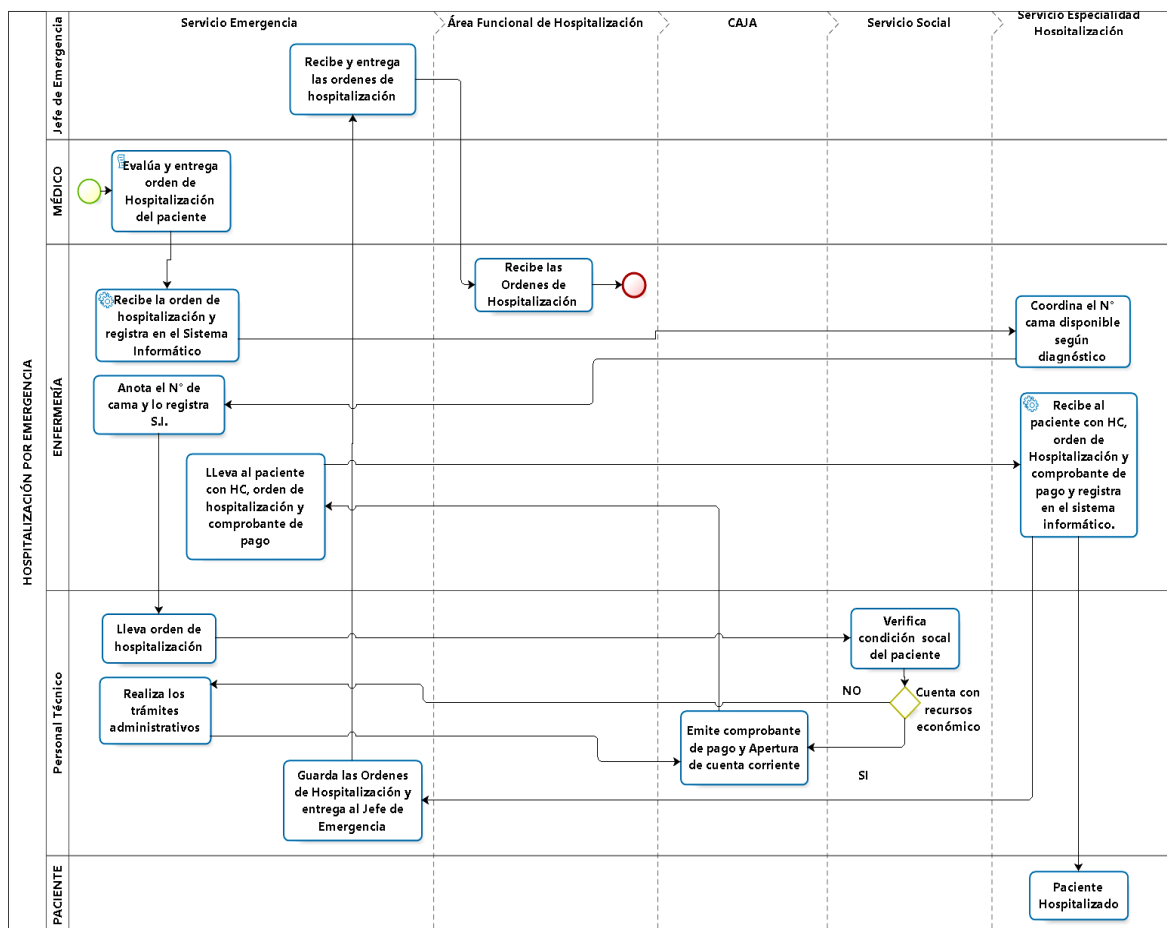 Servicio Emergencia
Área Funcional de Hospitalización
CAJA
Servicio Social
Servicio Especialidad
Hospitalización
HOSPITALIZACIÓN POR EMERGENCIA
Jefe de Emergencia
Recibe y entrega
las ordenes de
hospitalización
MÉDICO
Evalúa y entrega
orden de
Hospitalización
del paciente
ENFERMERÍA
Recibe las
Ordenes de
Hospitalización
Recibe la orden de
hospitalización y
registra en el Sistema
Informático
Coordina el N°
cama disponible
según
diagnóstico
Anota el N° de
cama y lo registra
S.I.
Recibe al
paciente con HC,
orden de
Hospitalización y
comprobante de
pago y registra
en el sistema
informático.
LLeva al paciente
con HC, orden de
hospitalización y
comprobante de
pago
Personal Técnico
Lleva orden de
hospitalización
Verifica
condición socal
del paciente
Realiza los
trámites
administrativos
NO
Cuenta con
recursos
económico
Emite comprobante
de pago y Apertura
de cuenta corriente
SI
Guarda las Ordenes
de Hospitalización y
entrega al Jefe de
Emergencia
PACIENTE
Paciente
Hospitalizado